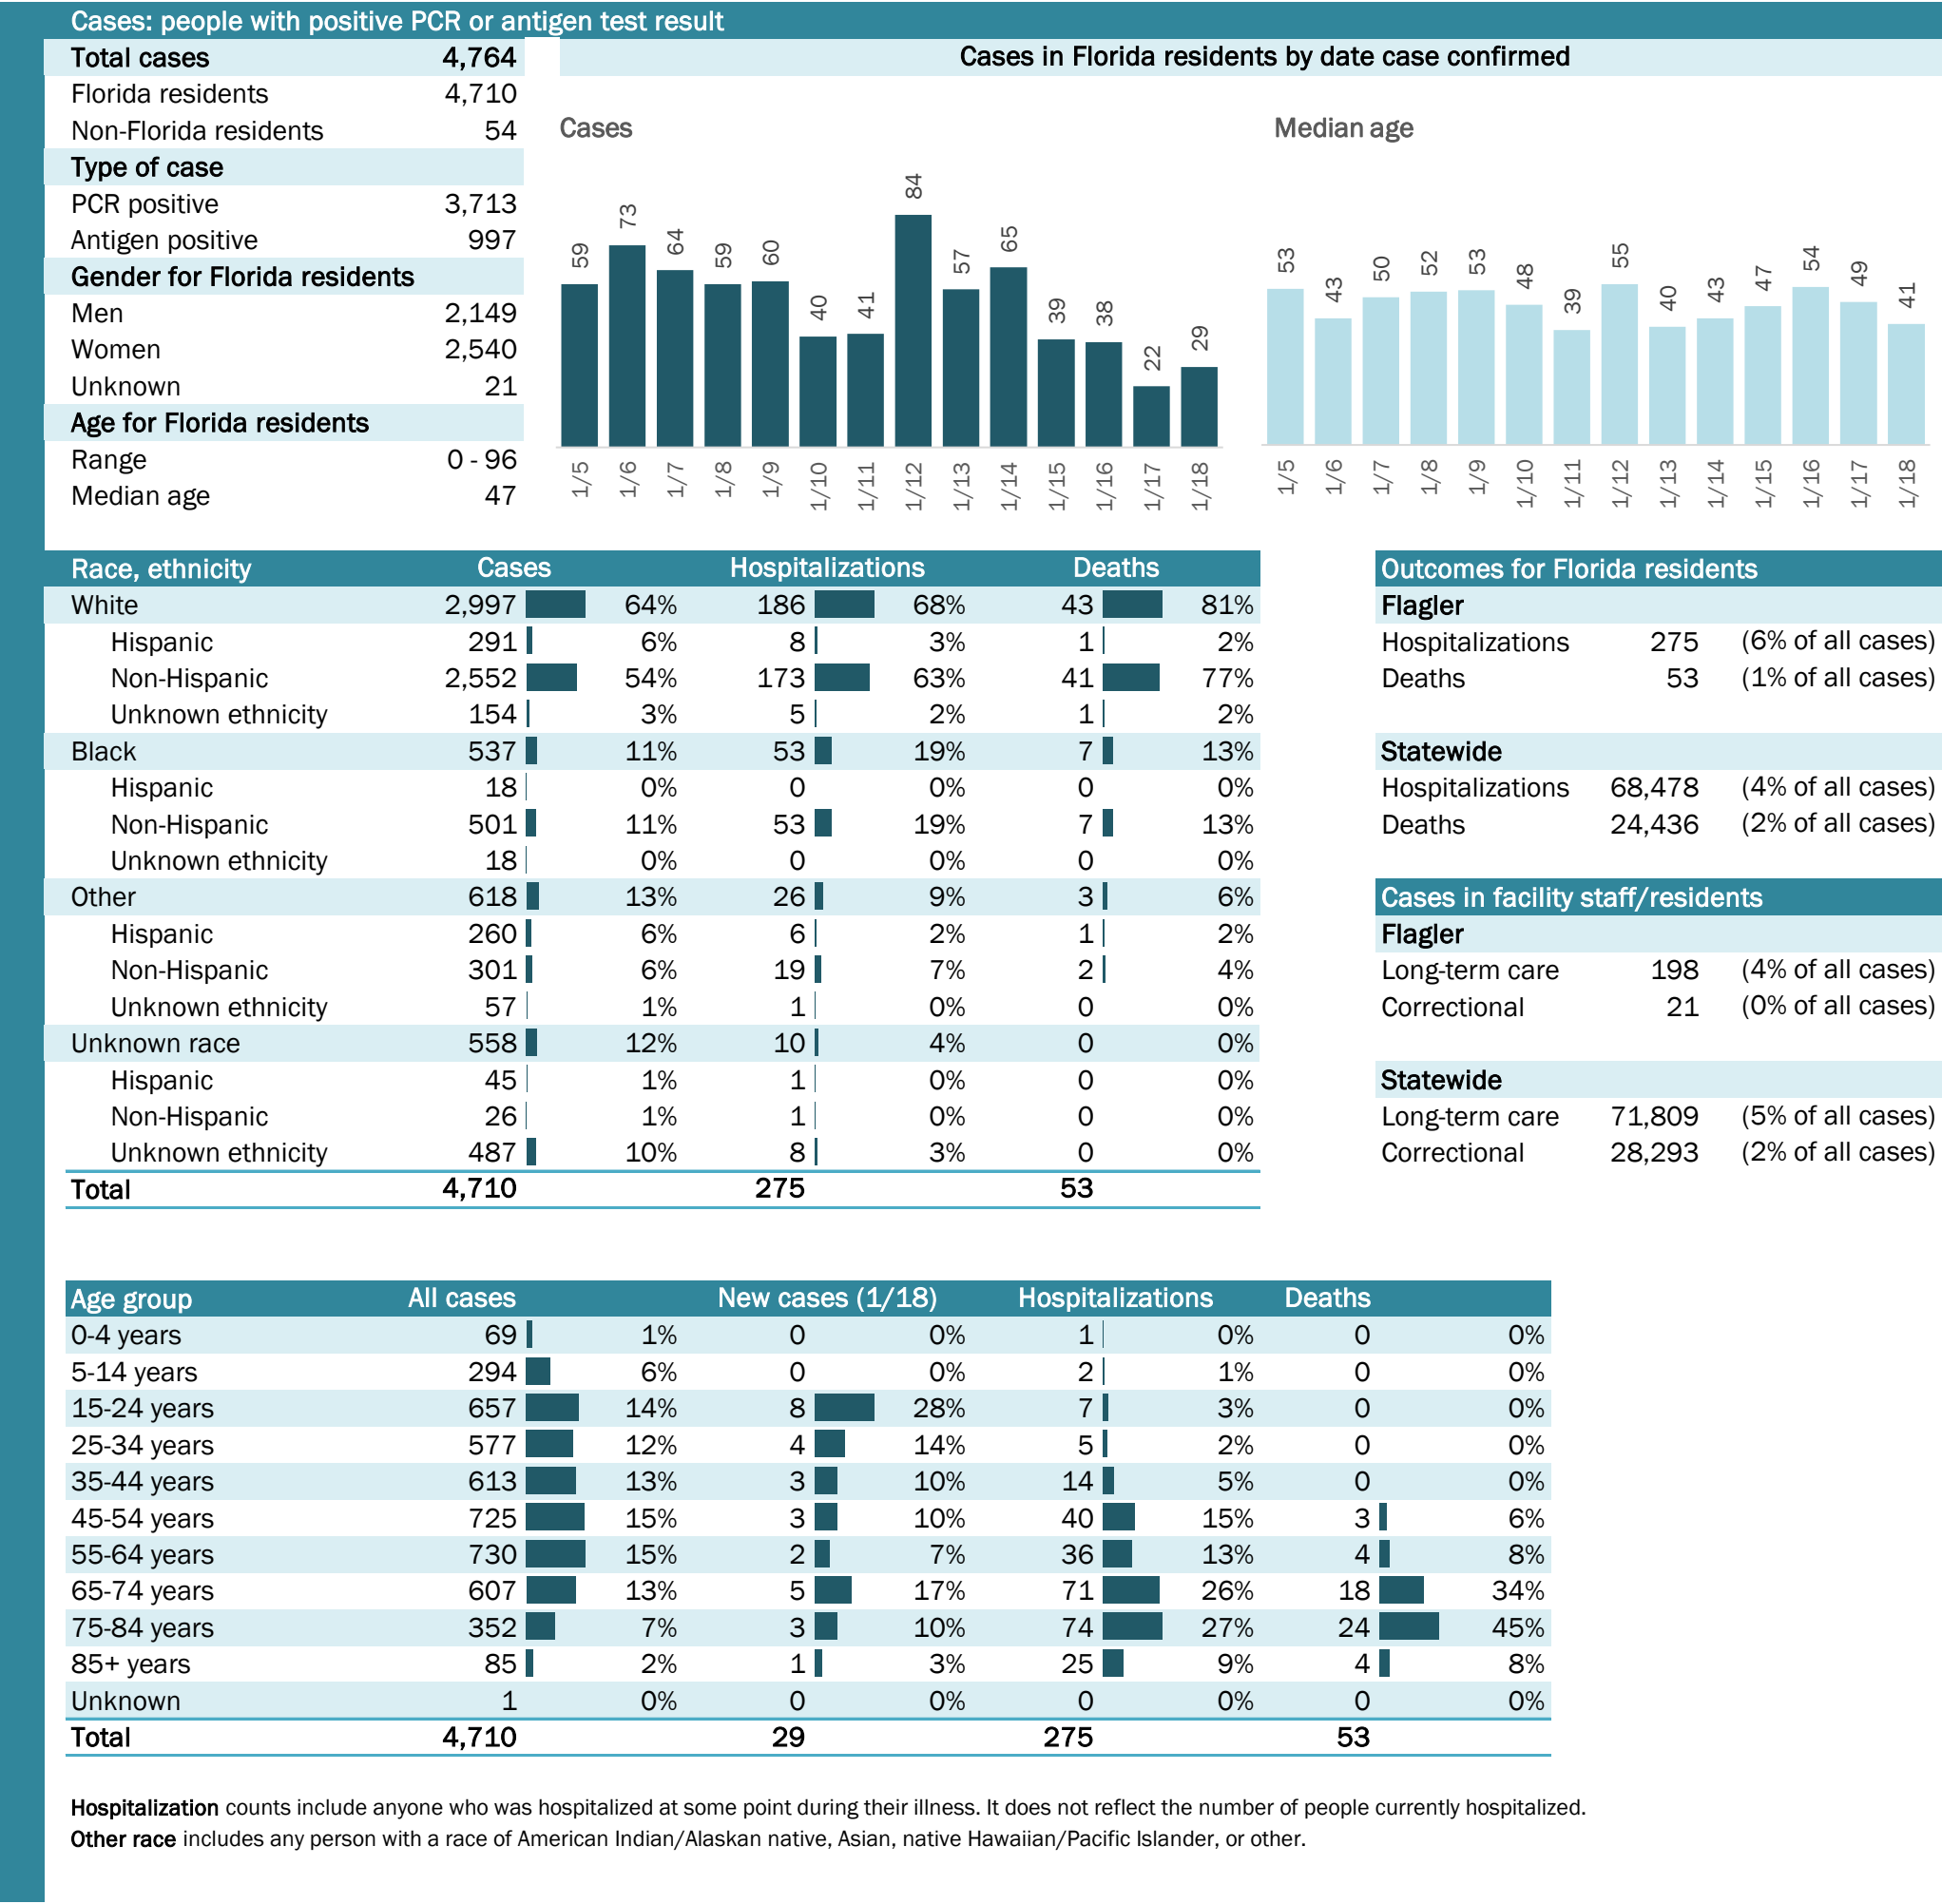 Cases: people with positive PCR or antigen test result
Total cases 4,764
Florida residents 4,710
Non-Florida residents 54
Type of case
PCR positive 3,713
Antigen positive 997
Gender for Florida residents
Men 2,149
Women 2,540
Unknown 21
Age for Florida residents
Range 0 - 96
Median age 47
Cases in Florida residents by date case confirmed
Cases
59 73 64 59 60 40 41 84 57 65 39 38 22 29
1/5 1/6 1/7 1/8 1/9 1/10 1/11 1/12 1/13 1/14 1/15 1/16 1/17 1/18
Median age
53 43 50 52 53 48 39 55 40 43 47 54 49 41
1/5 1/6 1/7 1/8 1/9 1/10 1/11 1/12 1/13 1/14 1/15 1/16 1/17 1/18
Race, ethnicity Cases Hospitalizations Deaths
White 2,997 64% 186 68% 43 81%
Hispanic 291 6% 8 3% 1 2%
Non-Hispanic 2,552 54% 173 63% 41 77%
Unknown ethnicity 154 3% 5 2% 1 2%
Black 537 11% 53 19% 7 13%
Hispanic 18 0% 0 0% 0 0%
Non-Hispanic 501 11% 53 19% 7 13%
Unknown ethnicity 18 0% 0 0% 0 0%
Other 618 13% 26 9% 3 6%
Hispanic 260 6% 6 2% 1 2%
Non-Hispanic 301 6% 19 7% 2 4%
Unknown ethnicity 57 1% 1 0% 0 0%
Unknown race 558 12% 10 4% 0 0%
Hispanic 45 1% 1 0% 0 0%
Non-Hispanic 26 1% 1 0% 0 0%
Unknown ethnicity 487 10% 8 3% 0 0%
Total 4,710 275 53
Outcomes for Florida residents
Flagler
Hospitalizations 275 (6% of all cases)
Deaths 53 (1% of all cases)
Statewide
Hospitalizations 68,478 (4% of all cases)
Deaths 24,436 (2% of all cases)
Cases in facility staff/residents
Flagler
Long-term care 198 (4% of all cases)
Correctional 21 (0% of all cases)
Statewide
Long-term care 71,809 (5% of all cases)
Correctional 28,293 (2% of all cases)
Age group All cases New cases (1/18) Hospitalizations Deaths
0-4 years 69 1% 0 0% 1 0% 0 0%
5-14 years 294 6% 0 0% 2 1% 0 0%
15-24 years 657 14% 8 28% 7 3% 0 0%
25-34 years 577 12% 4 14% 5 2% 0 0%
35-44 years 613 13% 3 10% 14 5% 0 0%
45-54 years 725 15% 3 10% 40 15% 3 6%
55-64 years 730 15% 2 7% 36 13% 4 8%
65-74 years 607 13% 5 17% 71 26% 18 34%
75-84 years 352 7% 3 10% 74 27% 24 45%
85+ years 85 2% 1 3% 25 9% 4 8%
Unknown 1 0% 0 0% 0 0% 0 0%
Total 4,710 29 275 53
Hospitalization counts include anyone who was hospitalized at some point during their illness. It does not reflect the number of people currently hospitalized.
Other race includes any person with a race of American Indian/Alaskan native, Asian, native Hawaiian/Pacific Islander, or other.